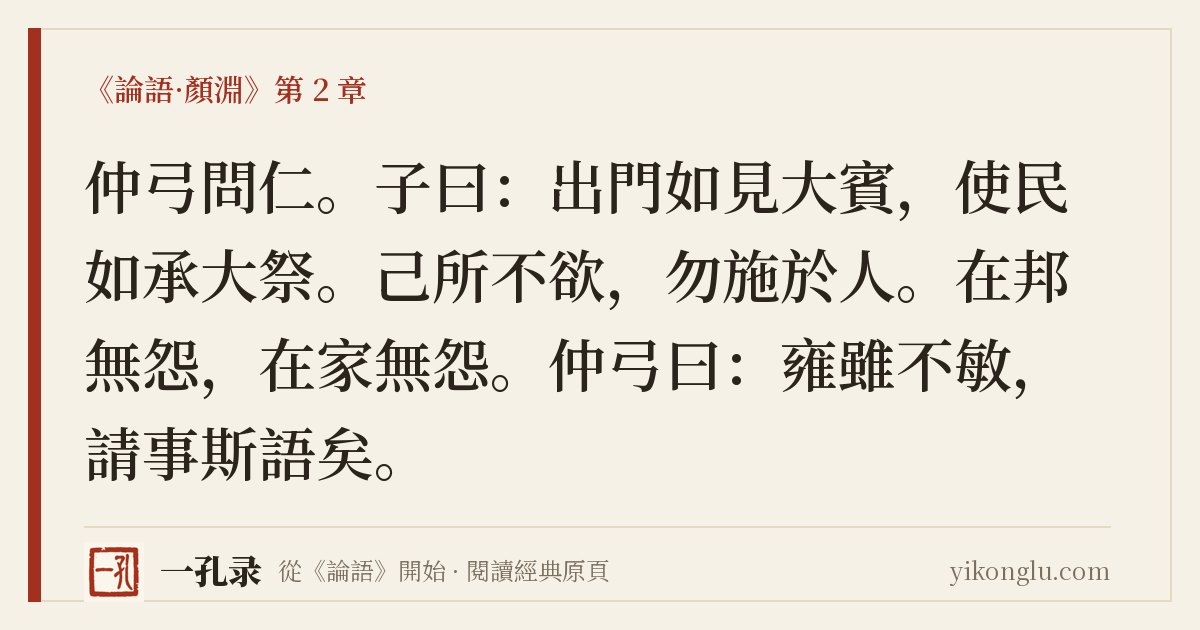 《論語·顏淵》第 2 章
仲弓問仁。子曰：出門如見大賓，使民
如承大祭。己所不欲，勿施於人。在邦
無怨，在家無怨。仲弓曰：雍雖不敏，
請事斯語矣。
一孔
一孔录 從《論語》開始 · 閱讀經典原頁 yikonglu.com